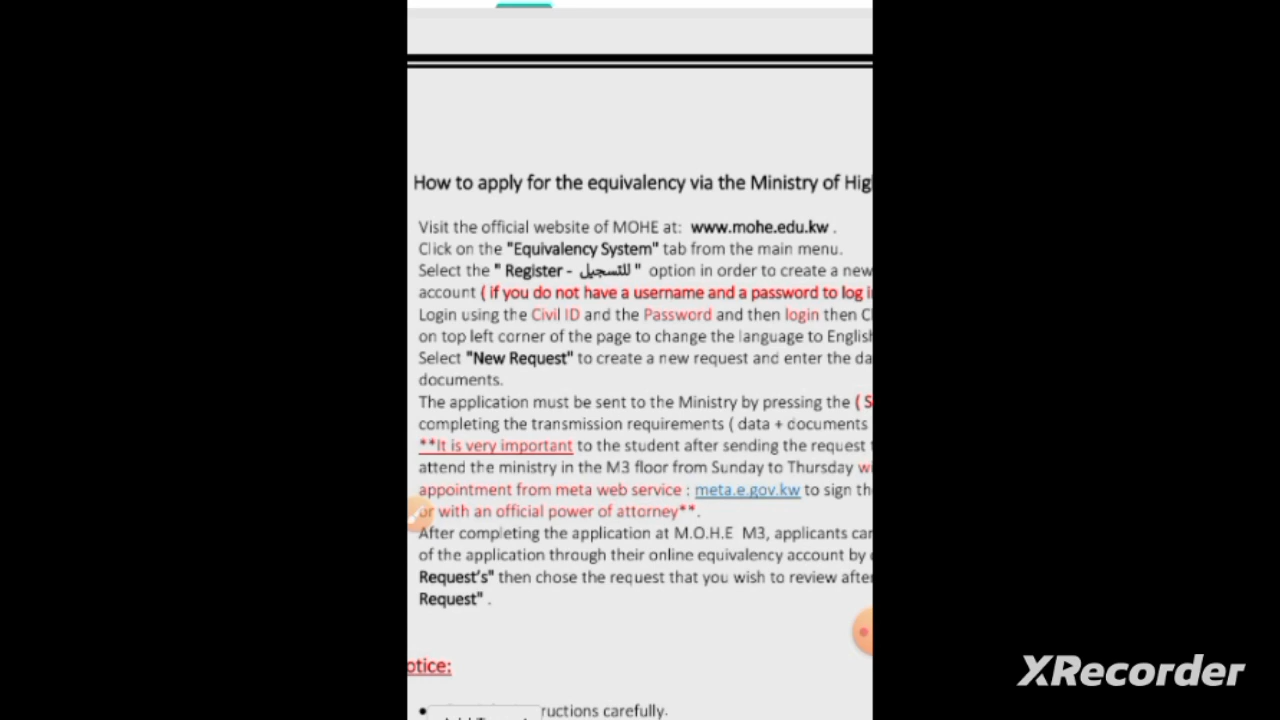 How to apply for the equivalency via the Ministry of
Visit the official website of MOHE at: www.mohe.edu.kw .
Click on the "Equivalency System" tab from the main menu.
Select the " Register - للتسجيل " option in order to create a new
account ( if you do not have a username and a password to log
Login using the Civil ID and the Password and then login then
on top left corner of the page to change the language to English
Select "New Request" to create a new request and enter the
documents.
The application must be sent to the Ministry by pressing the (
completing the transmission requirements ( data + documents
**It is very important to the student after sending the request
attend the ministry in the M3 floor from Sunday to Thursday
appointment from meta web service : meta.e.gov.kw to sign
or with an official power of attorney**.
After completing the application at M.O.H.E M3, applicants
of the application through their online equivalency account by
Request's" then chose the request that you wish to review
Request" .
otice:
• ructions carefully.
XRecorder